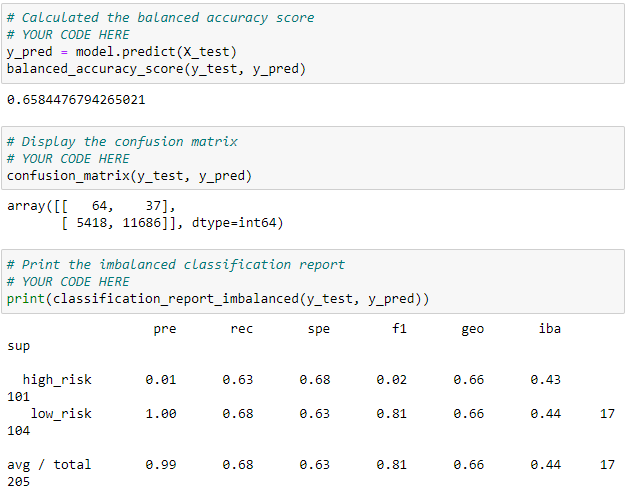 # Calculated the balanced accuracy score
# YOUR CODE HERE
y_pred = model.predict(X_test)
balanced_accuracy_score(y_test, y_pred)
0.6584476794265021
# Display the confusion matrix
# YOUR CODE HERE
confusion_matrix(y_test, y_pred)
array([[   64,    37],
       [ 5418, 11686]], dtype=int64)
# Print the imbalanced classification report
# YOUR CODE HERE
print(classification_report_imbalanced(y_test, y_pred))
                   pre       rec       spe        f1       geo       iba
sup
  high_risk       0.01      0.63      0.68      0.02      0.66      0.43
101
   low_risk       1.00      0.68      0.63      0.81      0.66      0.44     17
104
avg / total       0.99      0.68      0.63      0.81      0.66      0.44     17
205